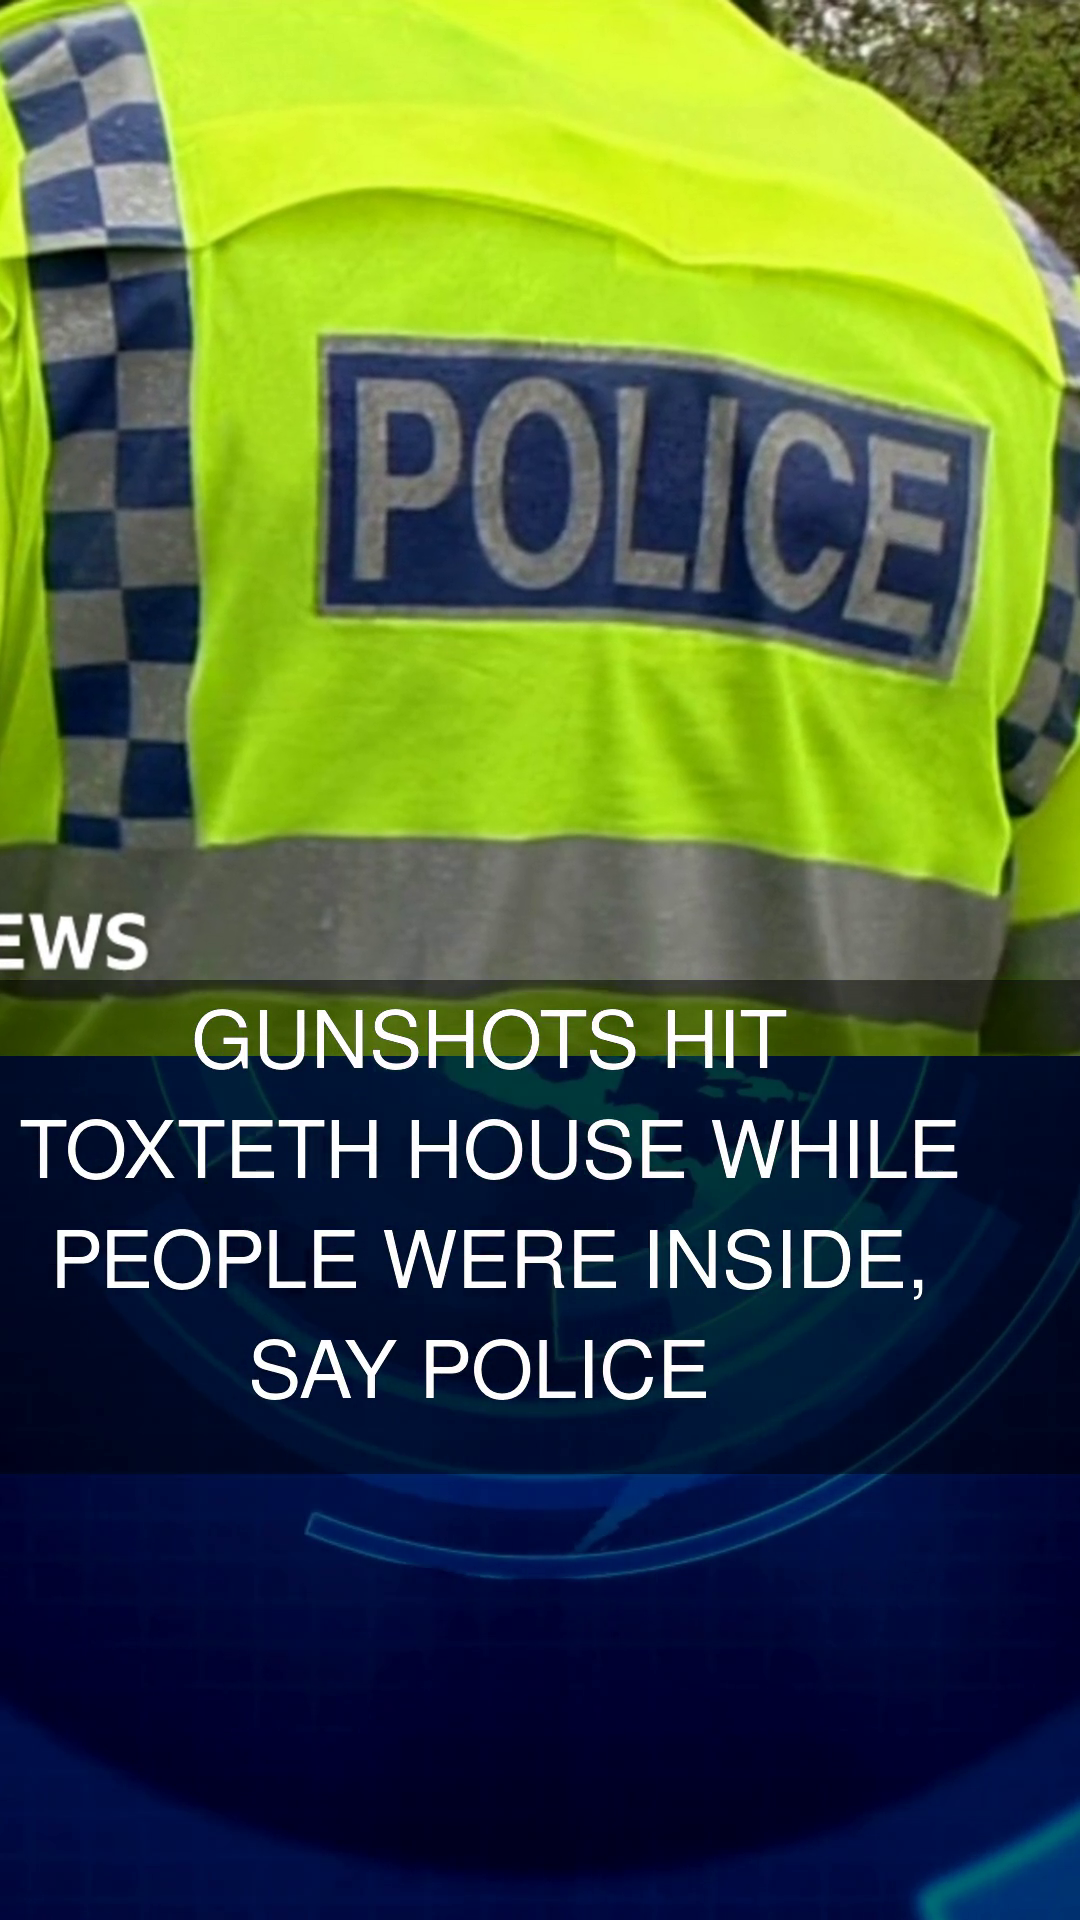 POLICE
EWS
GUNSHOTS HIT
TOXTETH HOUSE WHILE
PEOPLE WERE INSIDE,
SAY POLICE